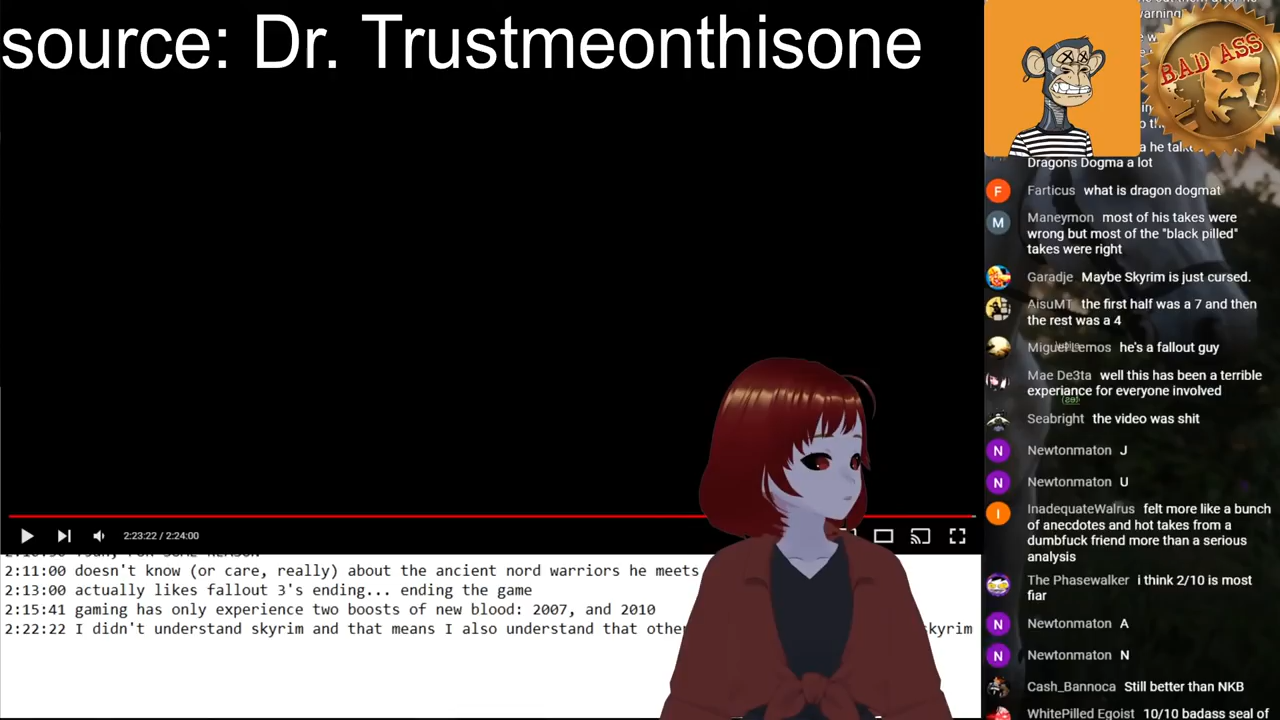 source: Dr. Trustmeonthisone
2:23:22 / 2:24:00
2:11:00 doesn't know (or care, really) about the ancient nord warriors he meets
2:13:00 actually likes fallout 3's ending... ending the game
2:15:41 gaming has only experience two boosts of new blood: 2007, and 2010
2:22:22 I didn't understand skyrim and that means I also understand that othe
skyrim
BAD ASS
Dragons Dogma a lot
F Farticus what is dragon dogmat
M Maneymon most of his takes were
wrong but most of the "black pilled"
takes were right
Garadje Maybe Skyrim is just cursed.
AisuMT the first half was a 7 and then
the rest was a 4
Miguel Lemos he's a fallout guy
Mae De3ta well this has been a terrible
experiance for everyone involved
Seabright the video was shit
N Newtonmaton J
N Newtonmaton U
I InadequateWalrus felt more like a bunch
of anecdotes and hot takes from a
dumbfuck friend more than a serious
analysis
The Phasewalker i think 2/10 is most
fiar
N Newtonmaton A
N Newtonmaton N
Cash_Bannoca Still better than NKB
WhitePilled Egoist 10/10 badass seal of